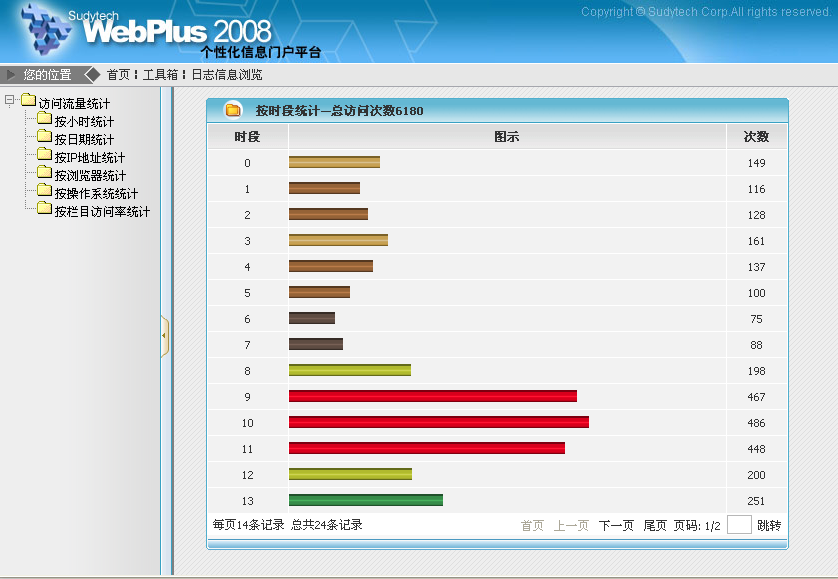 Copyright © Sudytech Corp.All rights reserved.
Sudytech
WebPlus 2008
个性化信息门户平台
您的位置 首页 ¦ 工具箱 ¦ 日志信息浏览
访问流量统计
按小时统计
按日期统计
按IP地址统计
按浏览器统计
按操作系统统计
按栏目访问率统计
按时段统计--总访问次数6180
时段 图示 次数
0 149
1 116
2 128
3 161
4 137
5 100
6 75
7 88
8 198
9 467
10 486
11 448
12 200
13 251
每页14条记录 总共24条记录 首页 上一页 下一页 尾页 页码: 1/2 跳转